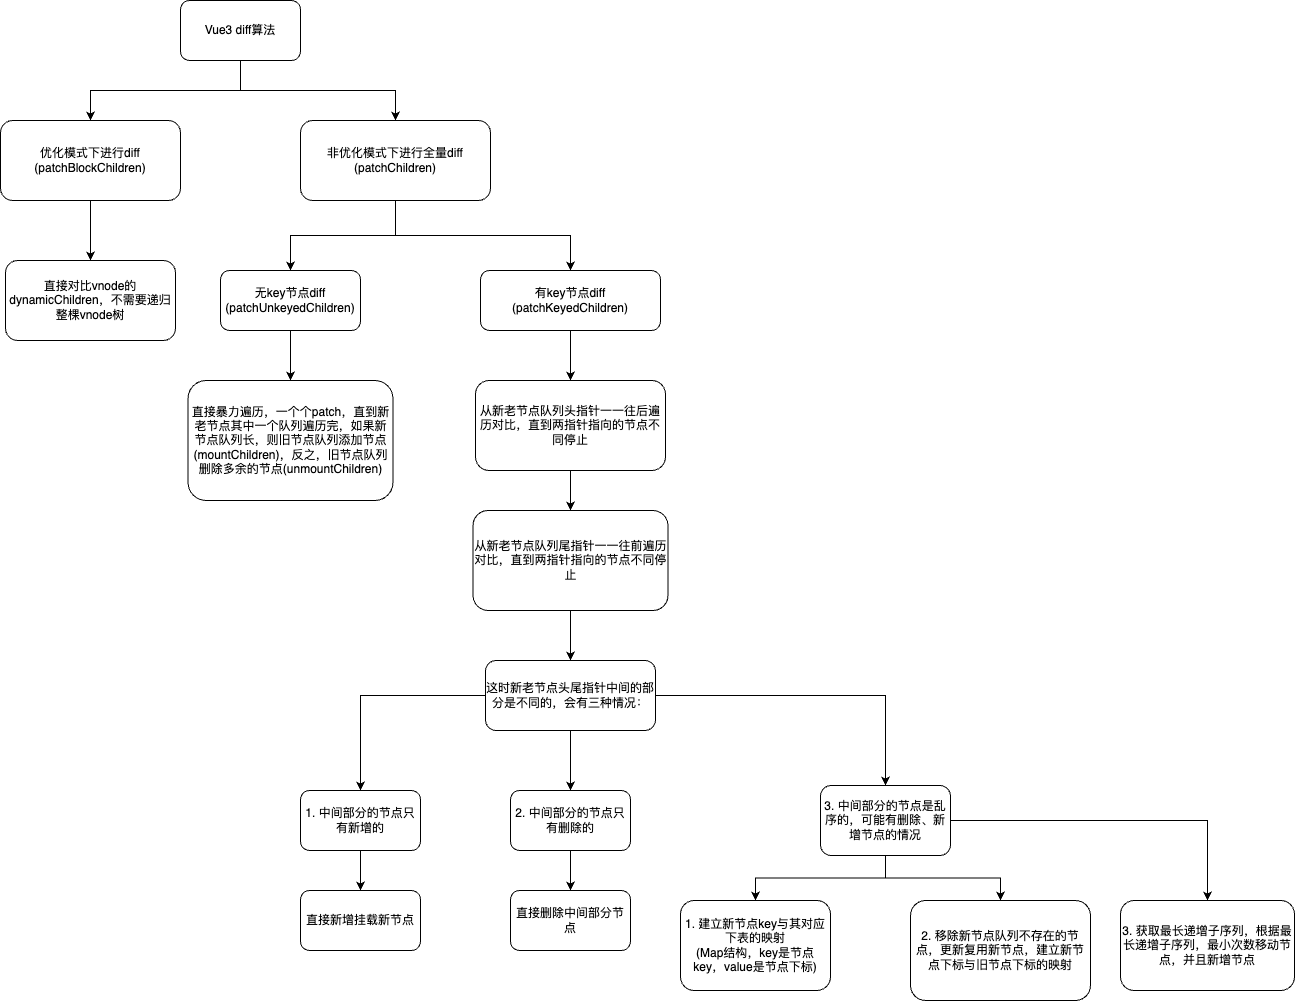 Vue3 diff算法
优化模式下进行diff
(patchBlockChildren)
非优化模式下进行全量diff
(patchChildren)
直接对比vnode的
dynamicChildren，不需要递归
整棵vnode树
无key节点diff
(patchUnkeyedChildren)
有key节点diff
(patchKeyedChildren)
直接暴力遍历，一个个patch，直到新
老节点其中一个队列遍历完，如果新
节点队列长，则旧节点队列添加节点
(mountChildren)，反之，旧节点队列
删除多余的节点(unmountChildren)
从新老节点队列头指针一一往后遍
历对比，直到两指针指向的节点不
同停止
从新老节点队列尾指针一一往前遍历
对比，直到两指针指向的节点不同停
止
这时新老节点头尾指针中间的部
分是不同的，会有三种情况：
1. 中间部分的节点只
有新增的
2. 中间部分的节点只
有删除的
3. 中间部分的节点是乱
序的，可能有删除、新
增节点的情况
直接新增挂载新节点
直接删除中间部分节
点
1. 建立新节点key与其对应
下表的映射
(Map结构，key是节点
key，value是节点下标)
2. 移除新节点队列不存在的节
点，更新复用新节点，建立新节
点下标与旧节点下标的映射
3. 获取最长递增子序列，根据最
长递增子序列，最小次数移动节
点，并且新增节点